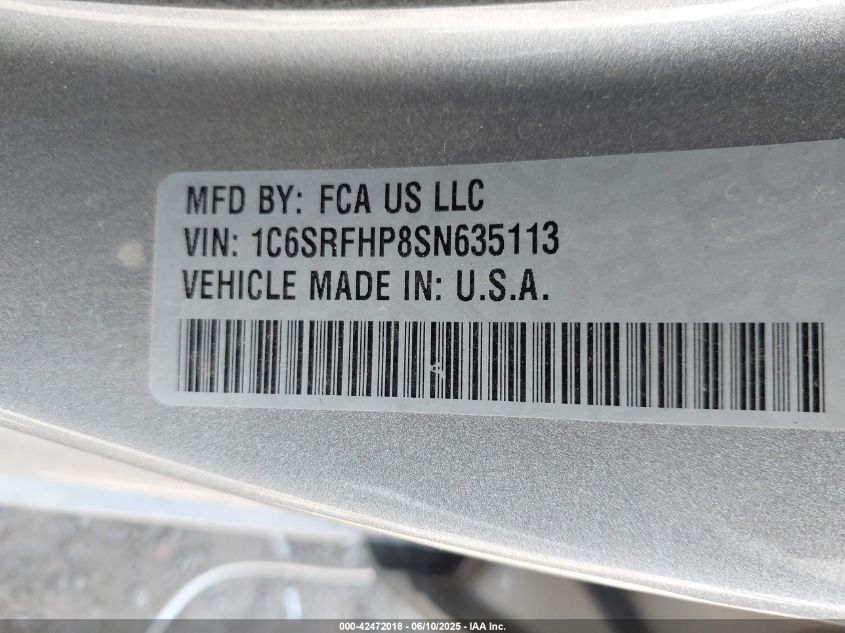 MFD BY: FCA US LLC
VIN: 1C6SRFHP8SN635113
VEHICLE MADE IN: U.S.A.
A
000-42472018 - 06/10/2025 - IAA Inc.